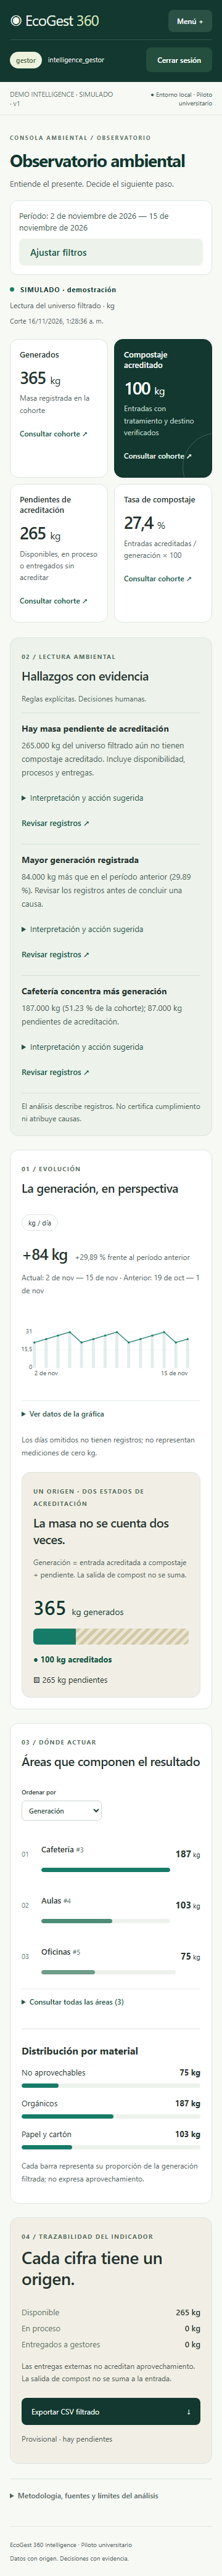 EcoGest 360
Menú +
gestor
intelligence_gestor
Cerrar sesión
DEMO INTELLIGENCE · SIMULADO
· v1
● Entorno local · Piloto
universitario
CONSOLA AMBIENTAL / OBSERVATORIO
Observatorio ambiental
Entiende el presente. Decide el siguiente paso.
Período: 2 de noviembre de 2026 — 15 de
noviembre de 2026
Ajustar filtros
SIMULADO · demostración
Lectura del universo filtrado · kg
Corte 16/11/2026, 1:28:36 a. m.
Generados
365 kg
Masa registrada en la
cohorte
Consultar cohorte ↗
Compostaje
acreditado
100 kg
Entradas con
tratamiento y destino
verificados
Consultar cohorte ↗
Pendientes de
acreditación
265 kg
Disponibles, en proceso
o entregados sin
acreditar
Consultar cohorte ↗
Tasa de compostaje
27,4 %
Entradas acreditadas /
generación × 100
Consultar cohorte ↗
02 / LECTURA AMBIENTAL
Hallazgos con evidencia
Reglas explícitas. Decisiones humanas.
Hay masa pendiente de acreditación
265.000 kg del universo filtrado aún no tienen
compostaje acreditado. Incluye disponibilidad,
procesos y entregas.
▶ Interpretación y acción sugerida
Revisar registros ↗
Mayor generación registrada
84.000 kg más que en el período anterior (29.89
%). Revisa los registros antes de concluir una
causa.
▶ Interpretación y acción sugerida
Revisar registros ↗
Cafetería concentra más generación
187.000 kg (51.23 % de la cohorte); 87.000 kg
pendientes de acreditación.
▶ Interpretación y acción sugerida
Revisar registros ↗
El análisis describe registros. No certifica cumplimiento
ni atribuye causas.
01 / EVOLUCIÓN
La generación, en perspectiva
kg / día
+84 kg +29,89 % frente al período anterior
Actual: 2 de nov — 15 de nov · Anterior: 19 de oct — 1
de nov
31
15.5
0
2 de nov
15 de nov
▶ Ver datos de la gráfica
Los días omitidos no tienen registros; no representan
mediciones de cero kg.
UN ORIGEN · DOS ESTADOS DE
ACREDITACIÓN
La masa no se cuenta dos
veces.
Generación = entrada acreditada a compostaje
+ pendiente. La salida de compost no se suma.
365 kg generados
● 100 kg acreditados
▨ 265 kg pendientes
03 / DÓNDE ACTUAR
Áreas que componen el resultado
Ordenar por
Generación
01 Cafetería #3 187 kg
02 Aulas #4 103 kg
03 Oficinas #5 75 kg
▶ Consultar todas las áreas (3)
Distribución por material
No aprovechables 75 kg
Orgánicos 187 kg
Papel y cartón 103 kg
Cada barra representa su proporción de la generación
filtrada; no expresa aprovechamiento.
04 / TRAZABILIDAD DEL INDICADOR
Cada cifra tiene un
origen.
Disponible 265 kg
En proceso 0 kg
Entregados a gestores 0 kg
Las entregas externas no acreditan aprovechamiento.
La salida de compost no se suma a la entrada.
Exportar CSV filtrado ↓
Provisional · hay pendientes
▶ Metodología, fuentes y límites del análisis
EcoGest 360 Intelligence · Piloto universitario
Datos con origen. Decisiones con evidencia.